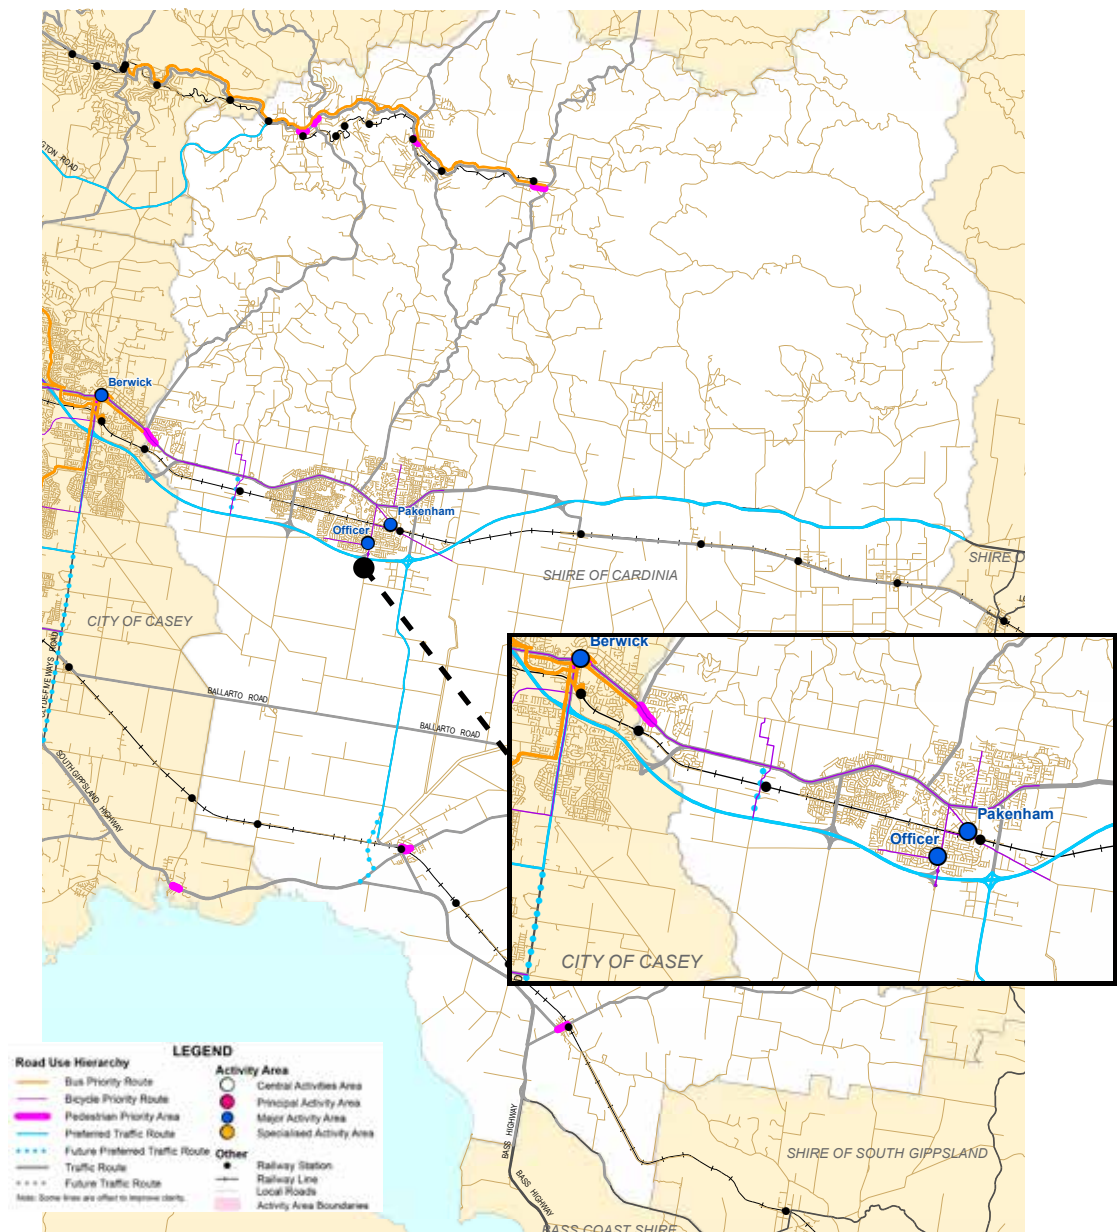 GTON ROAD
Berwick
Pakenham
Officer
SHIRE OF CARDINIA
SHIRE O
CITY OF CASEY
BALLARTO ROAD
BALLARTO ROAD
SOUTH GIPPSLAND HIGHWAY
Berwick
Pakenham
Officer
CITY OF CASEY
BASS HIGHWAY
BASS HIGHWAY
SHIRE OF SOUTH GIPPSLAND
BASS COAST SHIRE
LEGEND
Road Use Hierarchy
Bus Priority Route
Bicycle Priority Route
Pedestrian Priority Area
Preferred Traffic Route
Future Preferred Traffic Route
Traffic Route
Future Traffic Route
Note: Some lines are offset to improve clarity.
Activity Area
Central Activities Area
Principal Activity Area
Major Activity Area
Specialised Activity Area
Other
Railway Station
Railway Line
Local Roads
Activity Area Boundaries